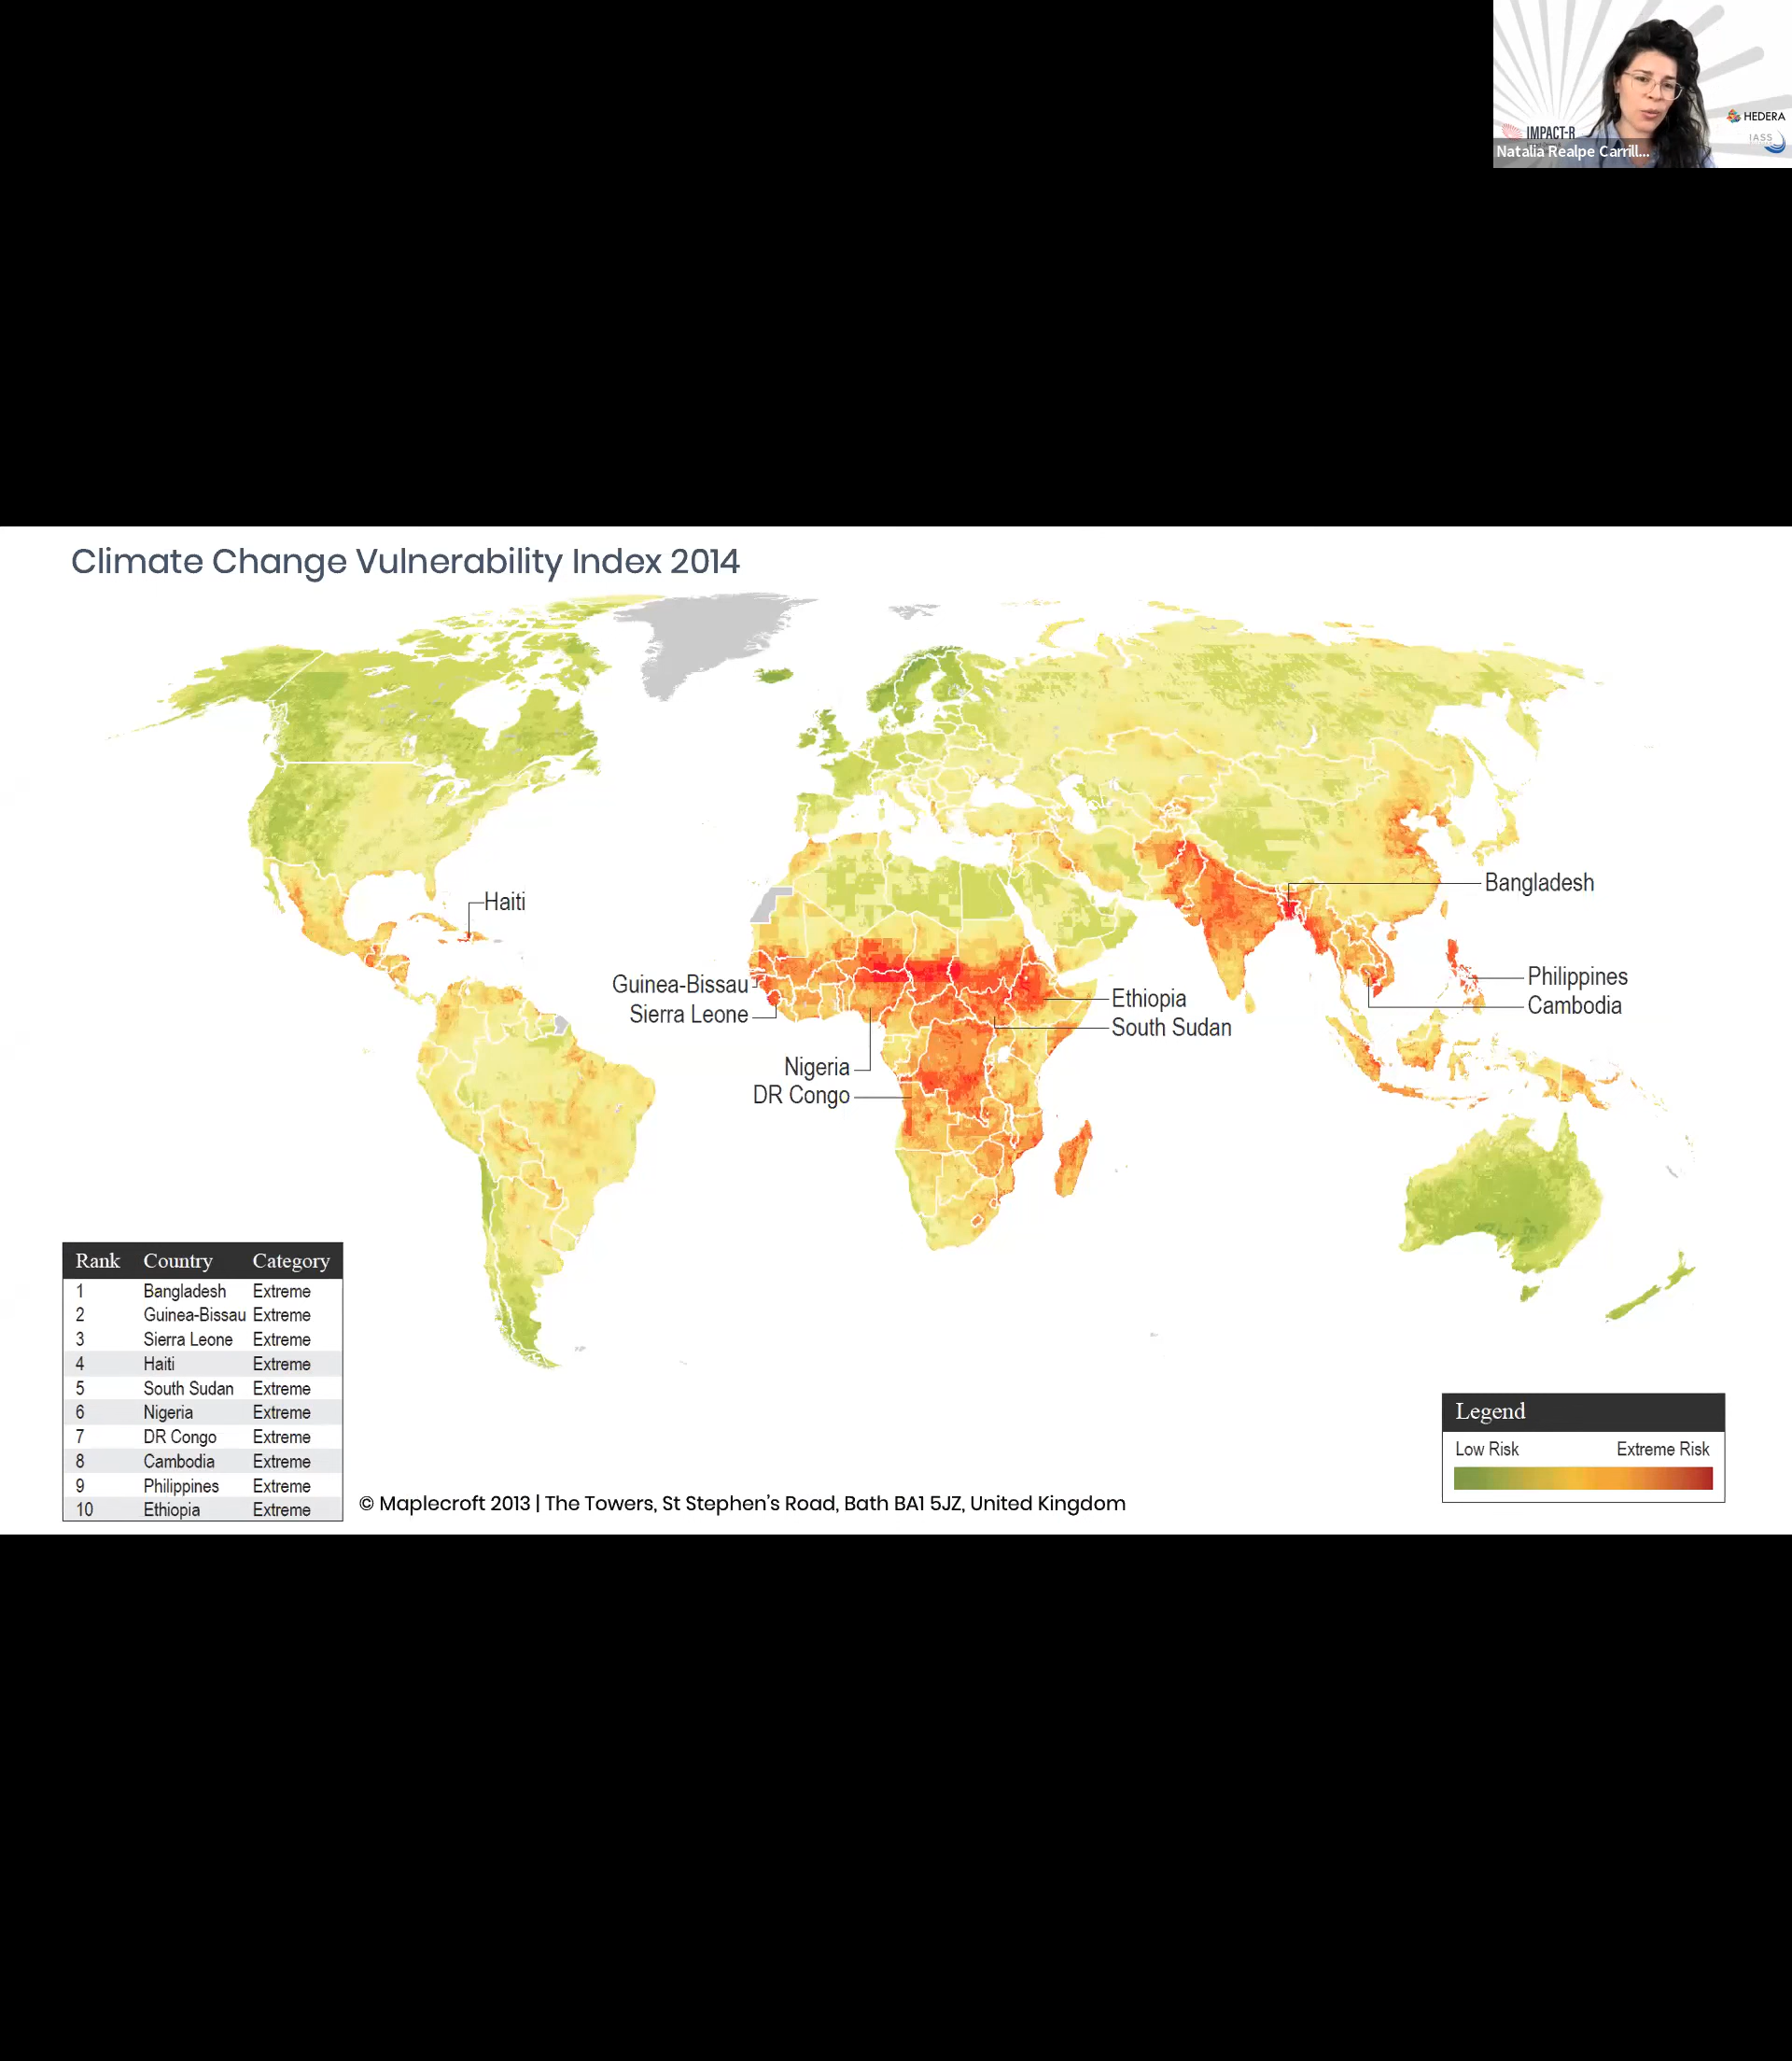 IMPACT-R
HEDERA
IASS
Natalia Realpe Carrill...
Climate Change Vulnerability Index 2014
Haiti
Bangladesh
Guinea-Bissau
Sierra Leone
Philippines
Cambodia
Ethiopia
South Sudan
Nigeria
DR Congo
Rank Country Category
1 Bangladesh Extreme
2 Guinea-Bissau Extreme
3 Sierra Leone Extreme
4 Haiti Extreme
5 South Sudan Extreme
6 Nigeria Extreme
7 DR Congo Extreme
8 Cambodia Extreme
9 Philippines Extreme
10 Ethiopia Extreme
Legend
Low Risk Extreme Risk
© Maplecroft 2013 | The Towers, St Stephen's Road, Bath BA1 5JZ, United Kingdom